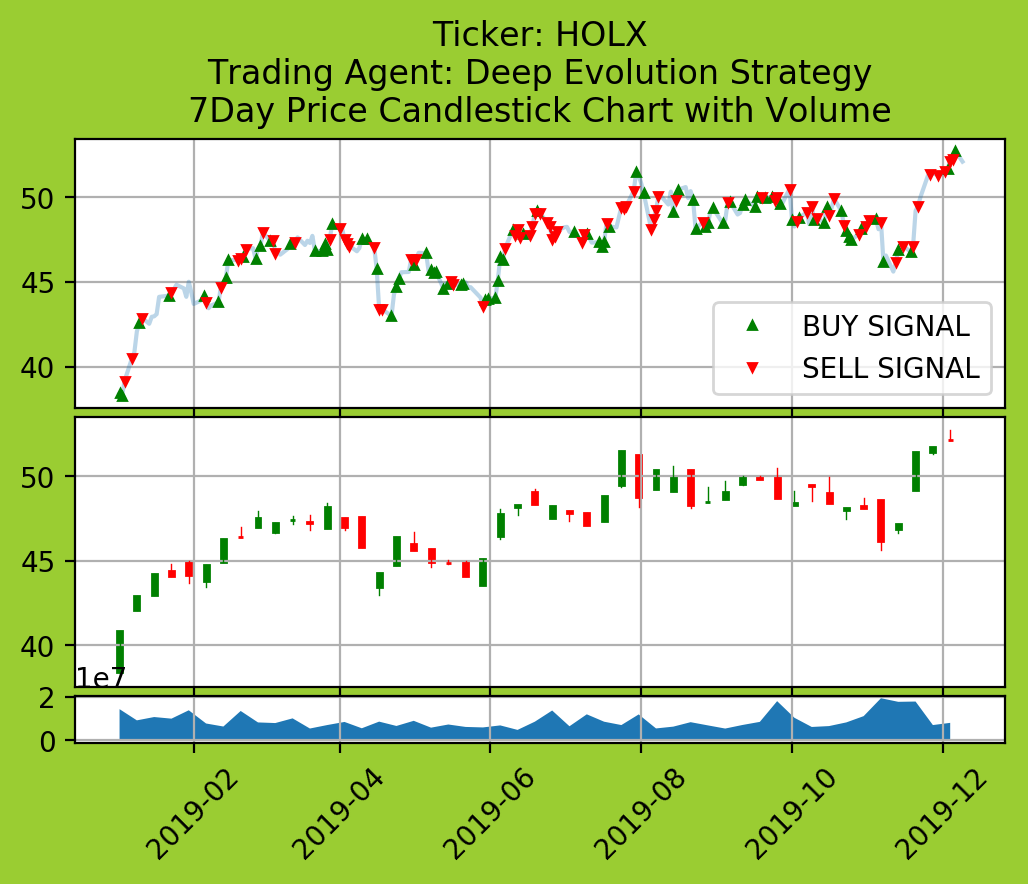 Ticker: HOLX
Trading Agent: Deep Evolution Strategy
7Day Price Candlestick Chart with Volume
50
45
40
BUY SIGNAL
SELL SIGNAL
50
45
40
1e7
2
0
2019-02
2019-04
2019-06
2019-08
2019-10
2019-12